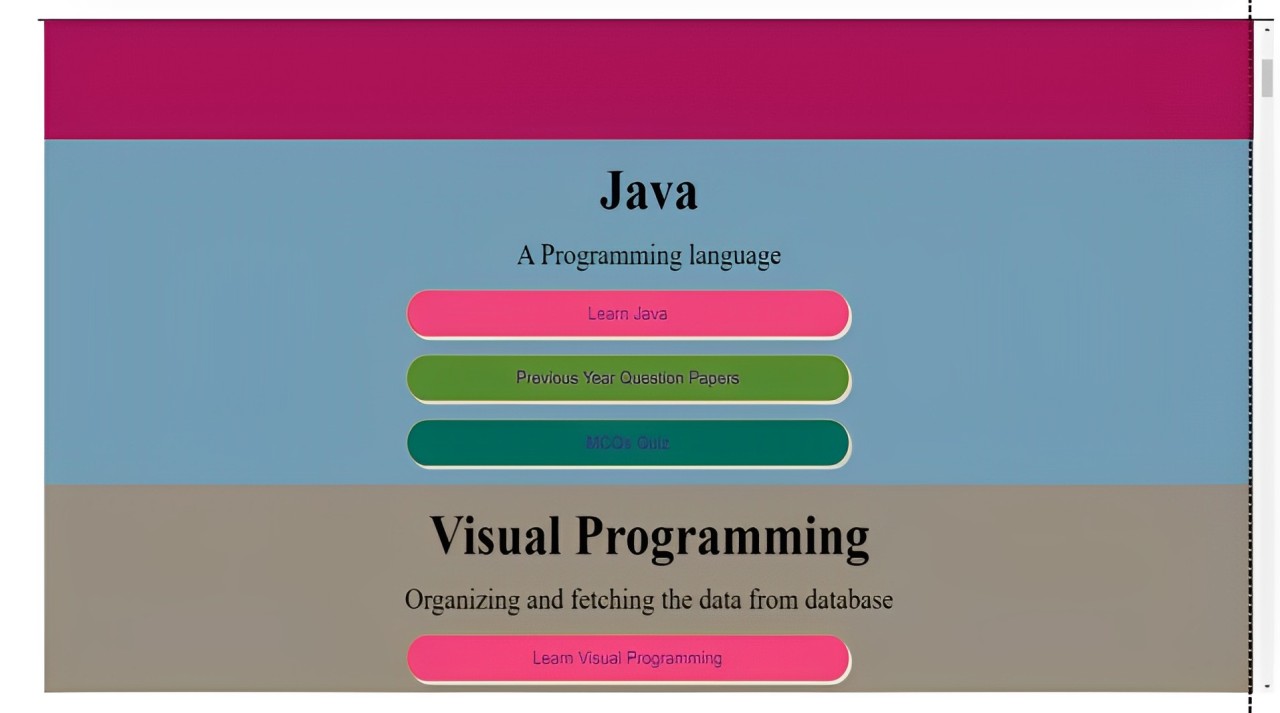 Java
A Programming language
Learn Java
Previous Year Question Papers
MCQs Quiz
Visual Programming
Organizing and fetching the data from database
Learn Visual Programming